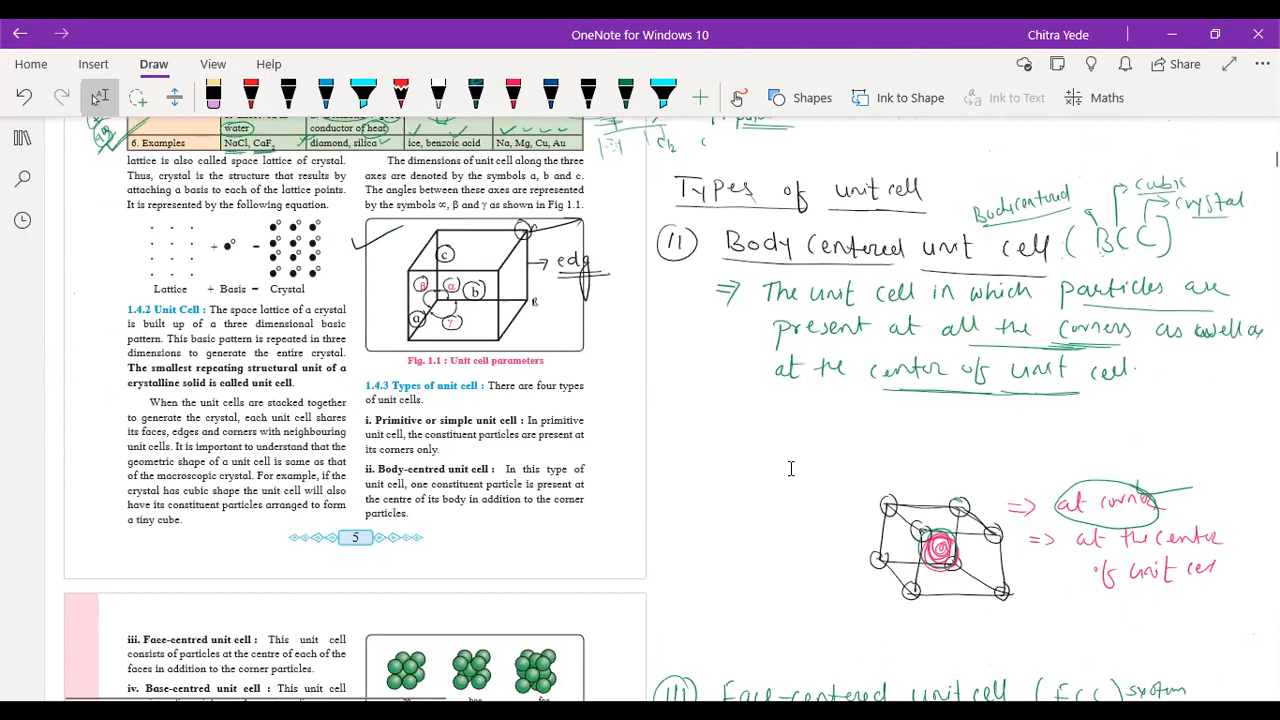 OneNote for Windows 10
Chitra Yede
Home
Insert
Draw
View
Help
Share
Shapes
Ink to Shape
Ink to Text
Maths
water
conductor of heat
6. Examples
NaCl, CaF2
diamond, silica
ice, benzoic acid
Na, Mg, Cu, Au
lattice is also called space lattice of crystal.
Thus, crystal is the structure that results by
attaching a basis to each of the lattice points.
It is represented by the following equation.
+
=
Lattice + Basis = Crystal
1.4.2 Unit Cell : The space lattice of a crystal
is built up of a three dimensional basic
pattern. This basic pattern is repeated in three
dimensions to generate the entire crystal.
The smallest repeating structural unit of a
crystalline solid is called unit cell.
When the unit cells are stacked together
to generate the crystal, each unit cell shares
its faces, edges and corners with neighbouring
unit cells. It is important to understand that the
geometric shape of a unit cell is same as that
of the macroscopic crystal. For example, if the
crystal has cubic shape the unit cell will also
have its constituent particles arranged to form
a tiny cube.
The dimensions of unit cell along the three
axes are denoted by the symbols a, b and c.
The angles between these axes are represented
by the symbols ∝, β and γ as shown in Fig 1.1.
c
β α b
a γ
edg
B
Fig. 1.1 : Unit cell parameters
1.4.3 Types of unit cell : There are four types
of unit cells.
i. Primitive or simple unit cell : In primitive
unit cell, the constituent particles are present at
its corners only.
ii. Body-centred unit cell : In this type of
unit cell, one constituent particle is present at
the centre of its body in addition to the corner
particles.
5
iii. Face-centred unit cell : This unit cell
consists of particles at the centre of each of the
faces in addition to the corner particles.
iv. Base-centred unit cell : This unit cell
Types of unit cell
Body centered
cubic
crystal
(II) Body Centered unit cell (BCC)
⇒ The unit cell in which particles are
present at all the corners as well as
at the center of unit cell.
⇒ at corner
⇒ at the center
of unit cell
(III) Face-centered unit cell (FCC) system